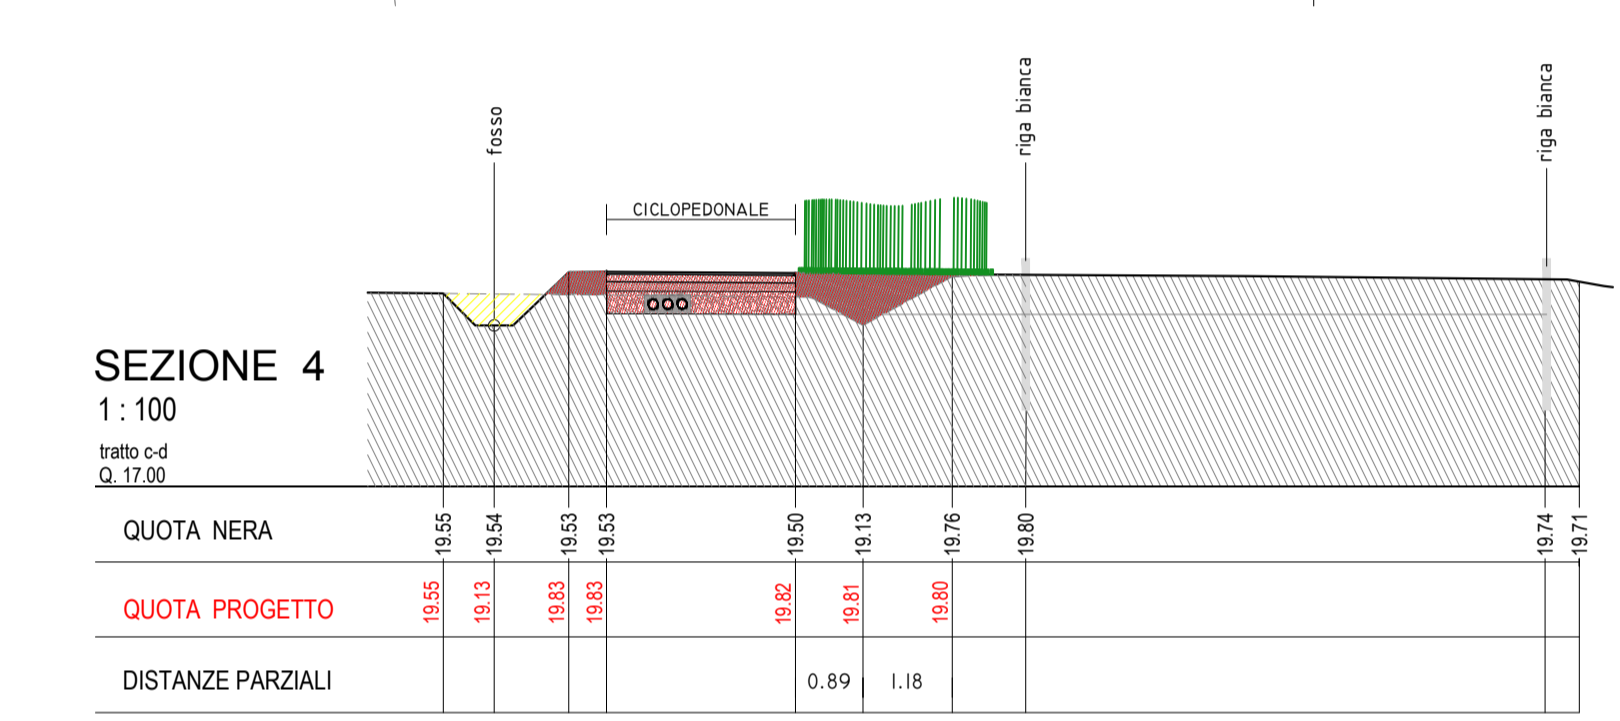 fosso
riga bianca
riga bianca
CICLOPEDONALE
SEZIONE 4
1 : 100
tratto c-d
Q. 17.00
QUOTA NERA 19.55 19.54 19.53 19.53 19.50 19.13 19.76 19.80 19.74 19.71
QUOTA PROGETTO 19.55 19.13 19.83 19.83 19.82 19.81 19.80
DISTANZE PARZIALI 0.89 1.18